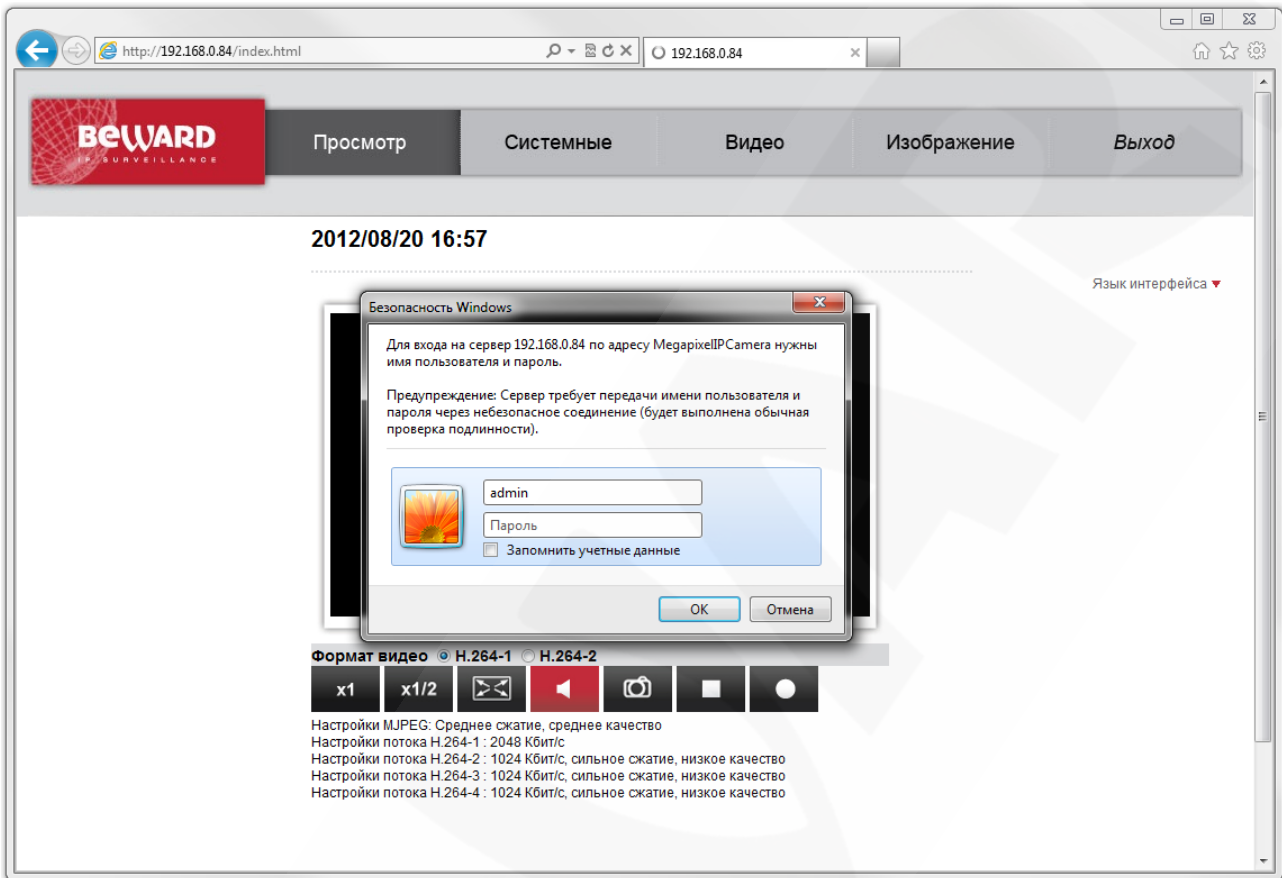 http://192.168.0.84/index.html
192.168.0.84
BEWARD
IP SURVEILLANCE
Просмотр
Системные
Видео
Изображение
Выход
2012/08/20 16:57
Язык интерфейса
Безопасность Windows
Для входа на сервер 192.168.0.84 по адресу MegapixelIPCamera нужны
имя пользователя и пароль.
Предупреждение: Сервер требует передачи имени пользователя и
пароля через небезопасное соединение (будет выполнена обычная
проверка подлинности).
admin
Пароль
Запомнить учетные данные
OK
Отмена
Формат видео H.264-1 H.264-2
x1
x1/2
Настройки MJPEG: Среднее сжатие, среднее качество
Настройки потока H.264-1 : 2048 Кбит/с
Настройки потока H.264-2 : 1024 Кбит/с, сильное сжатие, низкое качество
Настройки потока H.264-3 : 1024 Кбит/с, сильное сжатие, низкое качество
Настройки потока H.264-4 : 1024 Кбит/с, сильное сжатие, низкое качество